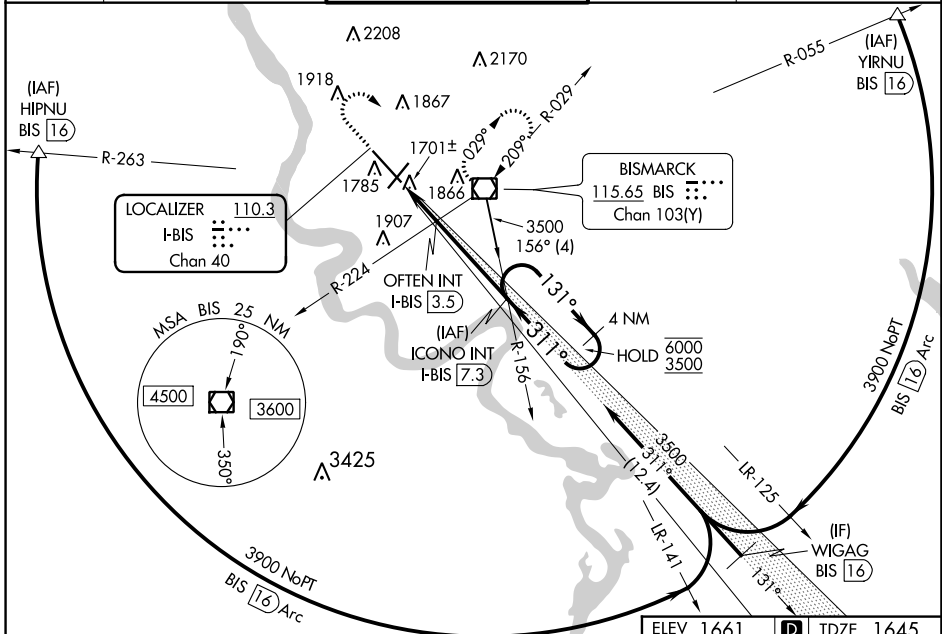 2208
2170
R-055
(IAF)
YIRNU
BIS 16
(IAF)
HIPNU
BIS 16
1918
1867
R-029
029°
209°
R-263
1701±
1785
1866
BISMARCK
115.65 BIS
Chan 103(Y)
LOCALIZER 110.3
I-BIS
Chan 40
1907
3500
156° (4)
R-224
OFTEN INT
I-BIS 3.5
131°
4 NM
(IAF)
ICONO INT
I-BIS 7.3
311°
HOLD 6000
3500
R-156
MSA BIS 25 NM
190°
4500
3600
350°
3425
3900 NoPT
BIS 16 Arc
3500
311°
(12.4)
LR-125
LR-141
(IF)
WIGAG
BIS 16
131°
3900 NoPT
BIS 16 Arc
ELEV 1661 D TDZE 1645